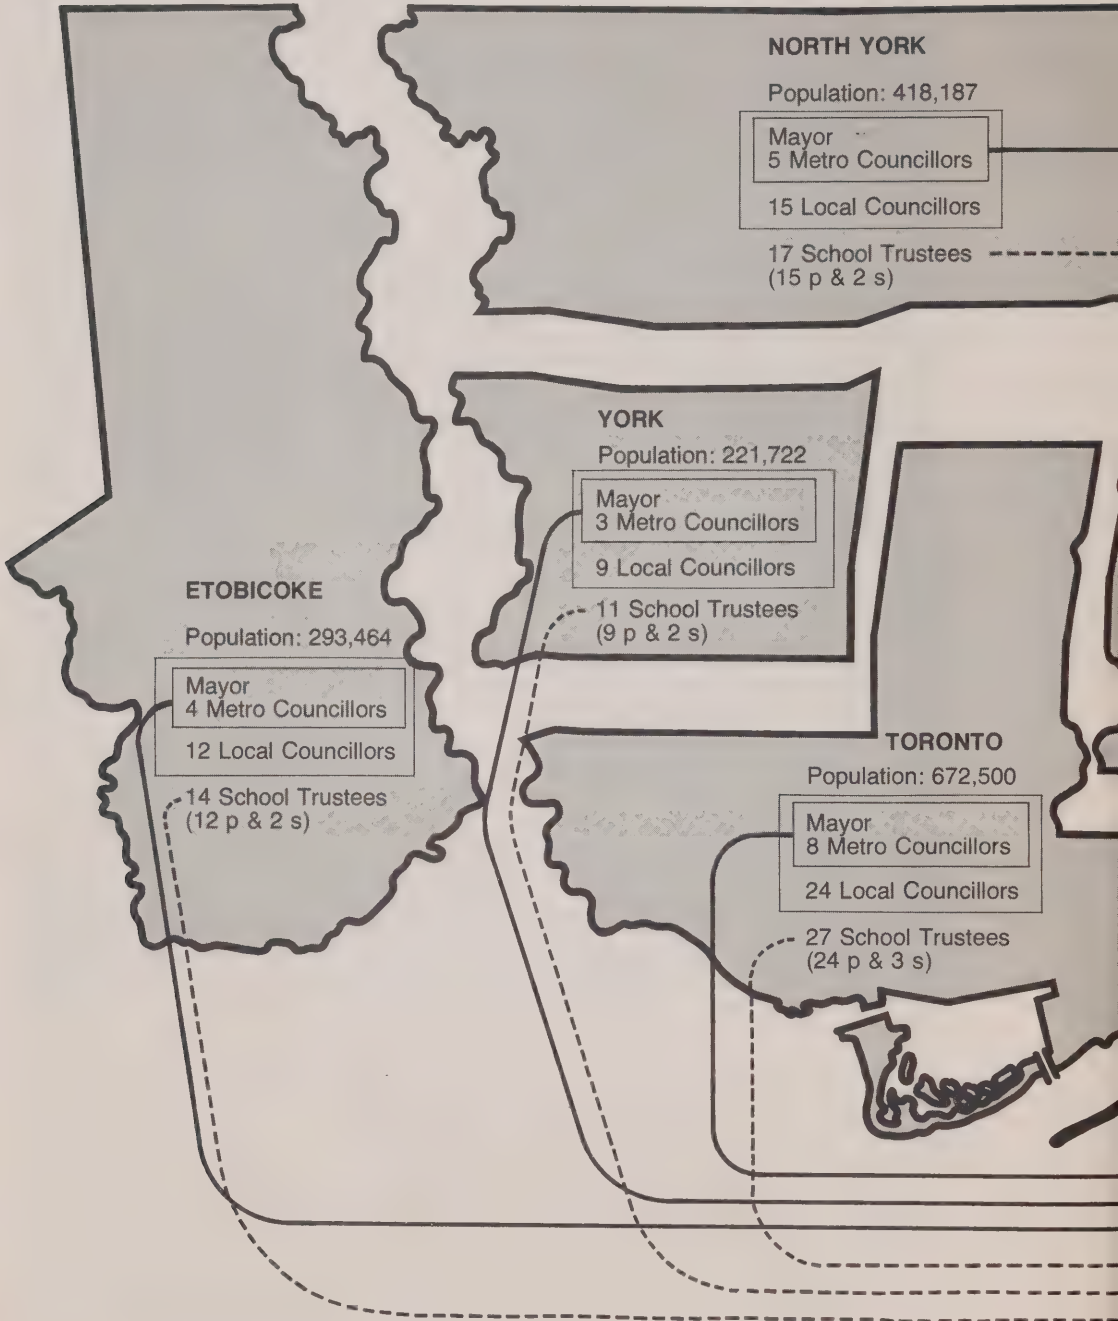 NORTH YORK
Population: 418,187
Mayor
5 Metro Councillors
15 Local Councillors
17 School Trustees
(15 p & 2 s)
YORK
Population: 221,722
Mayor
3 Metro Councillors
9 Local Councillors
11 School Trustees
(9 p & 2 s)
ETOBICOKE
Population: 293,464
Mayor
4 Metro Councillors
12 Local Councillors
14 School Trustees
(12 p & 2 s)
TORONTO
Population: 672,500
Mayor
8 Metro Councillors
24 Local Councillors
27 School Trustees
(24 p & 3 s)